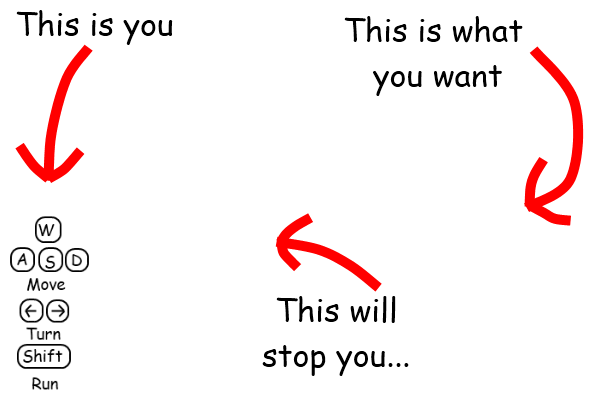 This is you
This is what
you want
W
A S D
Move
← →
Turn
Shift
Run
This will
stop you...